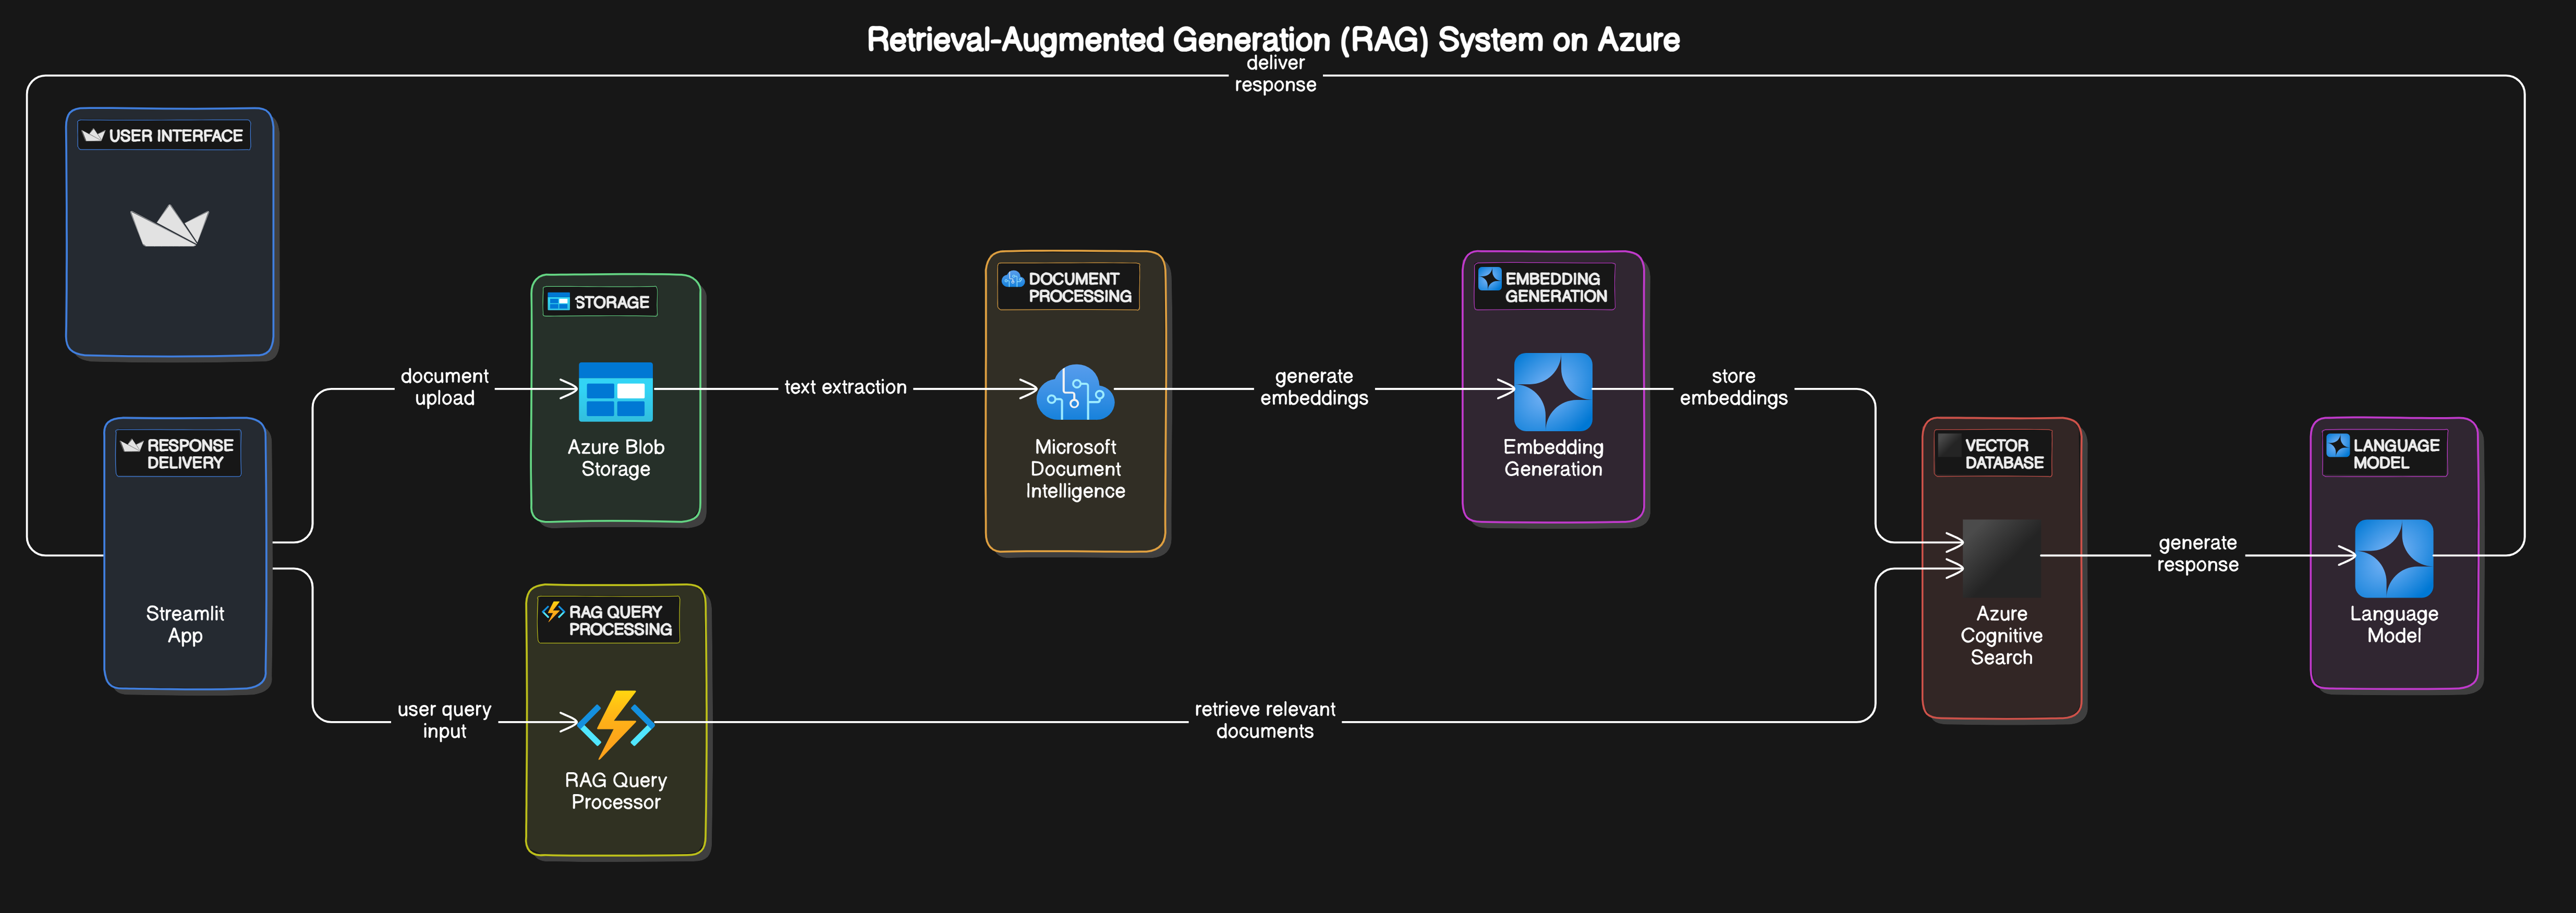 Retrieval-Augmented Generation (RAG) System on Azure
deliver
response
USER INTERFACE
RESPONSE
DELIVERY
Streamlit
App
document
upload
STORAGE
Azure Blob
Storage
text extraction
DOCUMENT
PROCESSING
Microsoft
Document
Intelligence
generate
embeddings
EMBEDDING
GENERATION
Embedding
Generation
store
embeddings
user query
input
RAG QUERY
PROCESSING
RAG Query
Processor
retrieve relevant
documents
VECTOR
DATABASE
Azure
Cognitive
Search
generate
response
LANGUAGE
MODEL
Language
Model